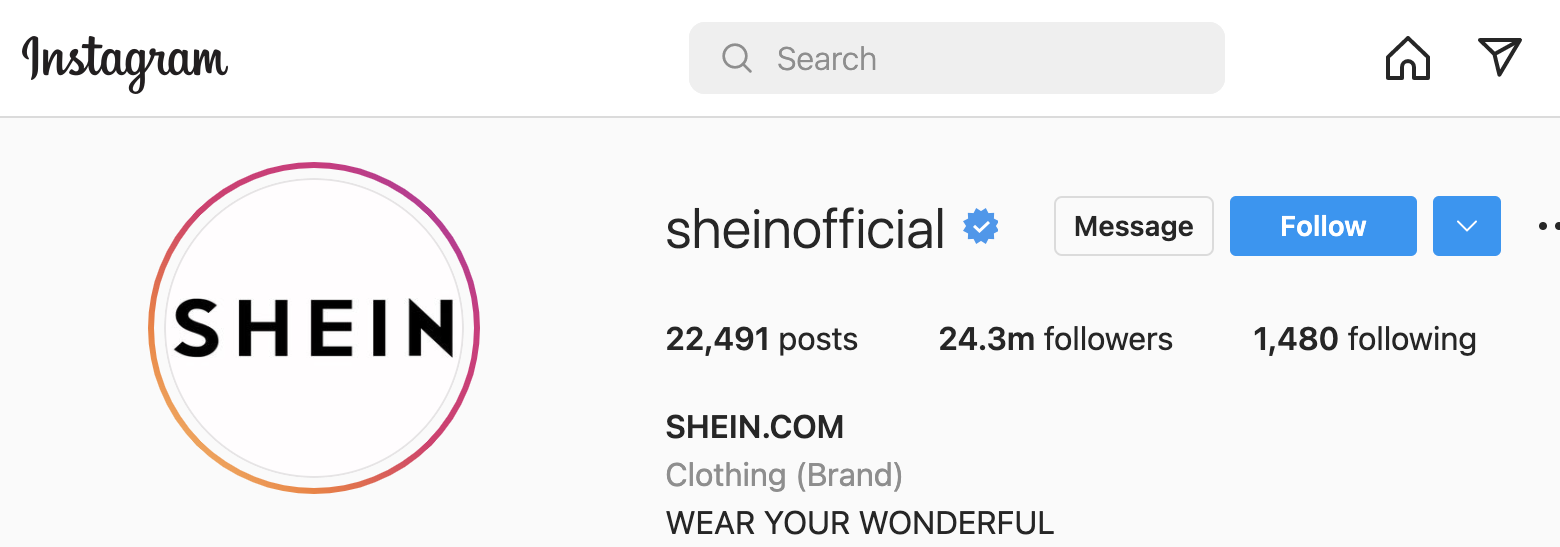 Instagram
Search
SHEIN
sheinofficial
Message
Follow
22,491 posts 24.3m followers 1,480 following
SHEIN.COM
Clothing (Brand)
WEAR YOUR WONDERFUL